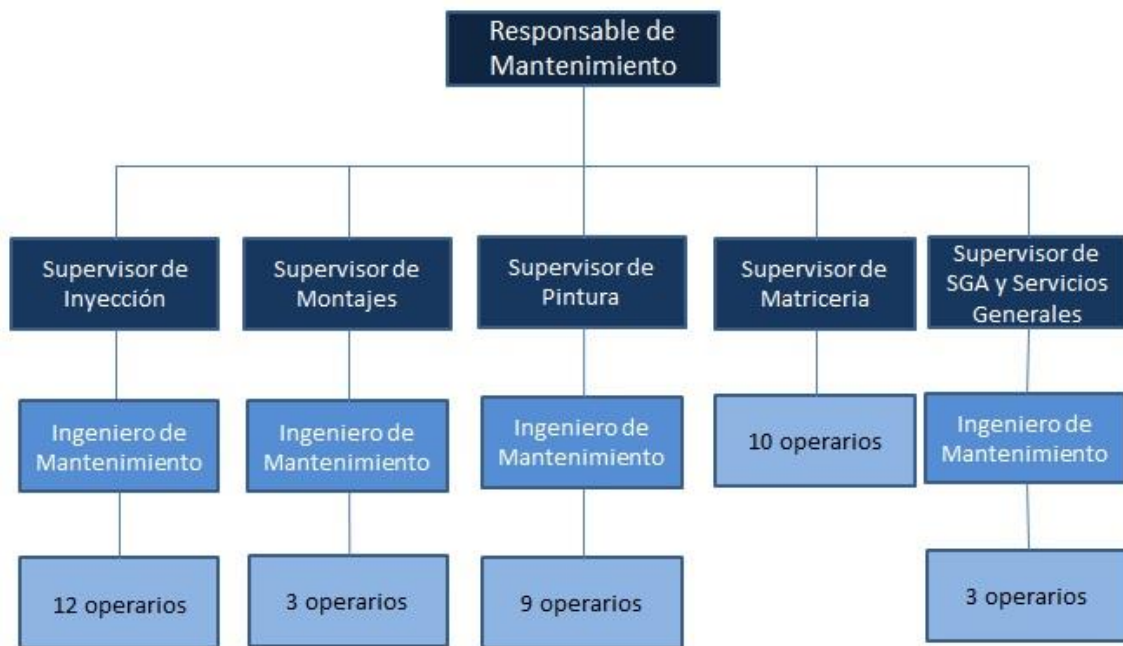 Responsable de
Mantenimiento
Supervisor de
Inyección
Supervisor de
Montajes
Supervisor de
Pintura
Supervisor de
Matriceria
Supervisor de
SGA y Servicios
Generales
Ingeniero de
Mantenimiento
Ingeniero de
Mantenimiento
Ingeniero de
Mantenimiento
10 operarios
Ingeniero de
Mantenimiento
12 operarios
3 operarios
9 operarios
3 operarios